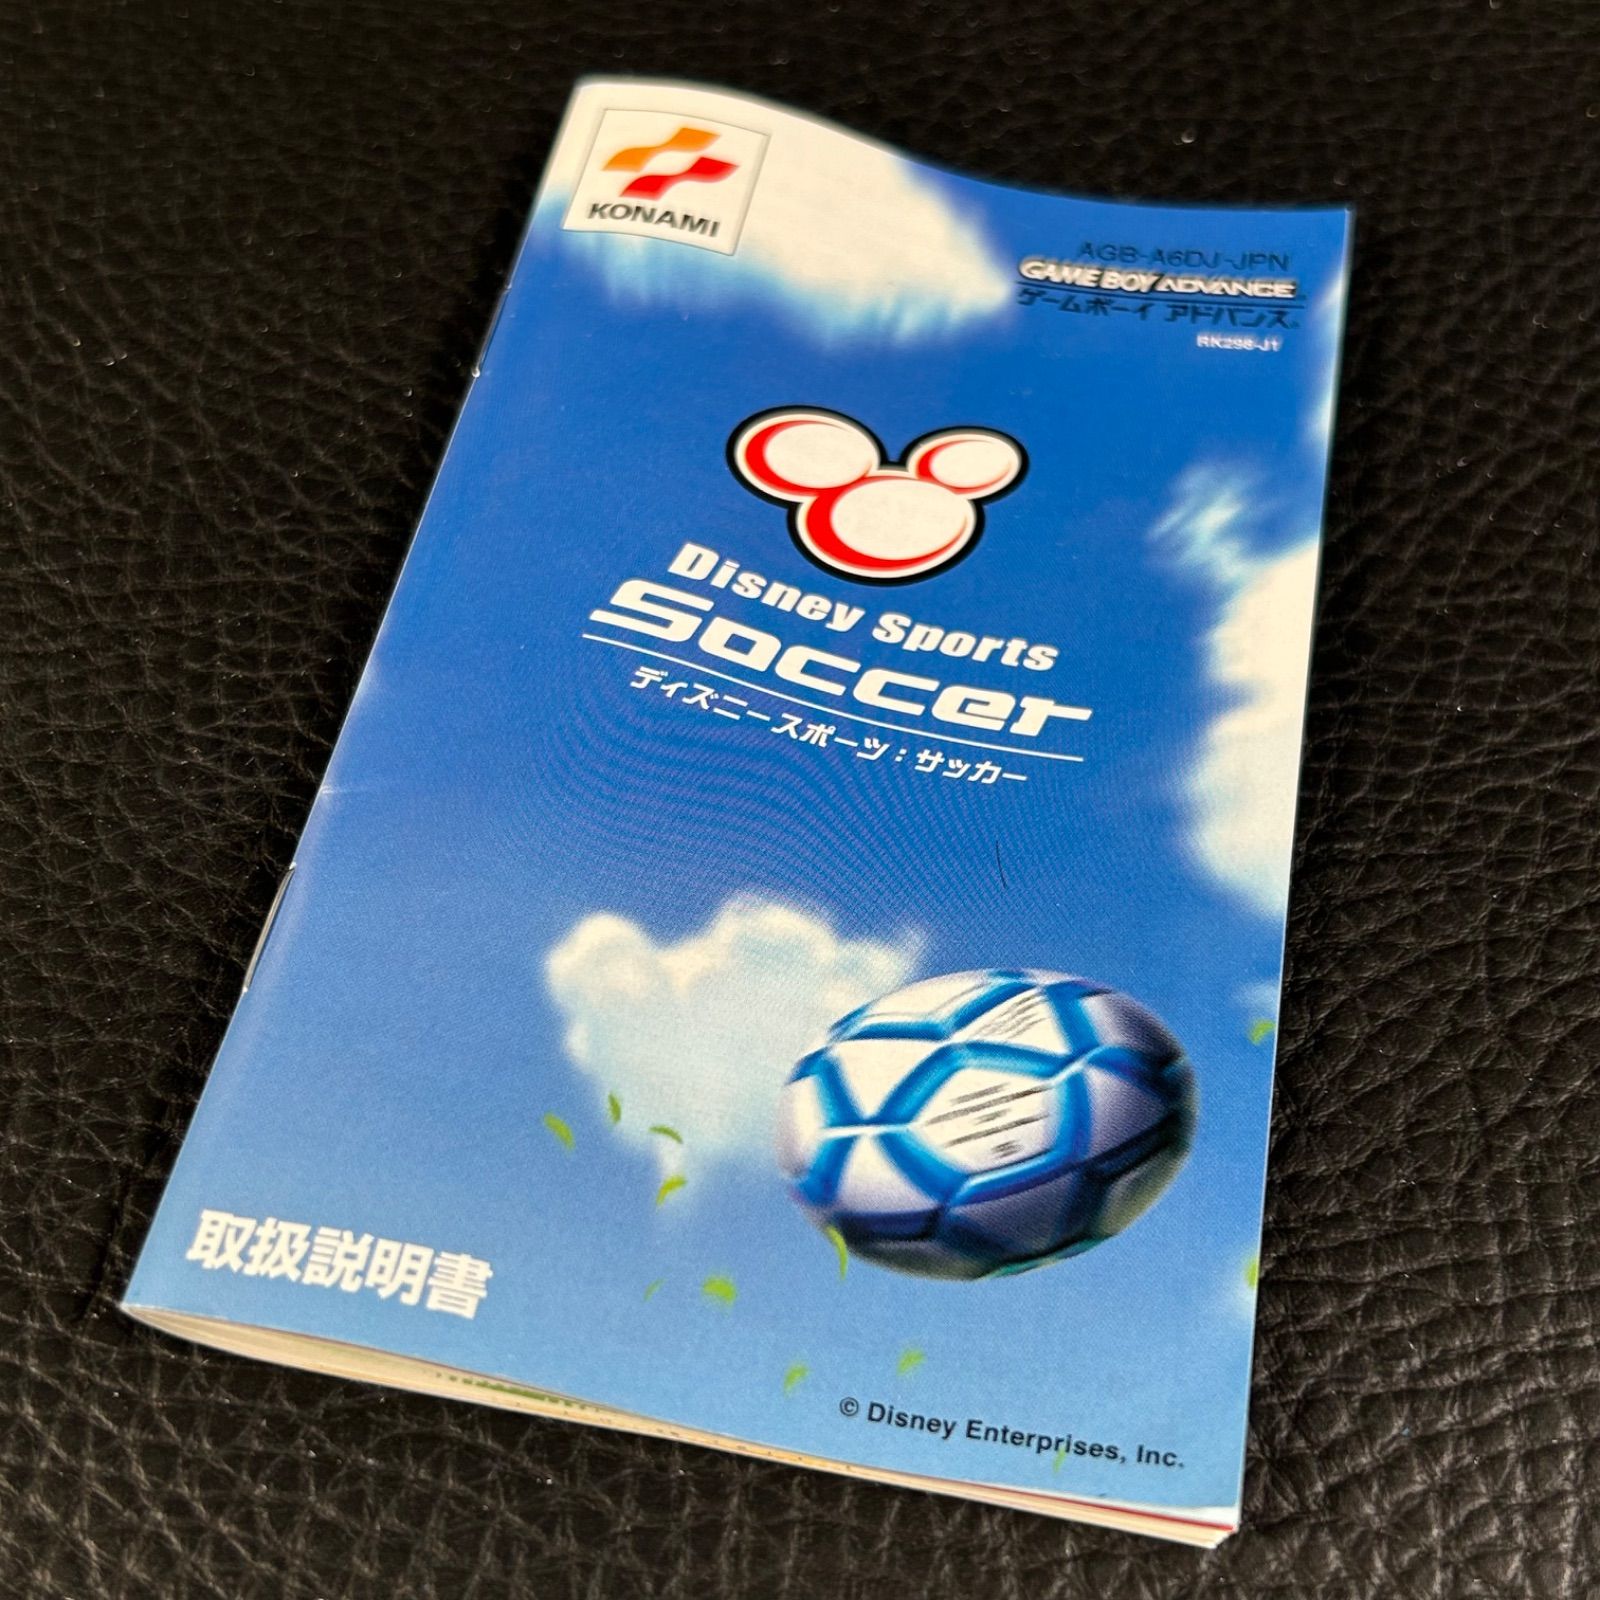 KONAMI
AGB-A6DJ-JPN
GAME BOY ADVANCE
ゲームボーイ アドバンス
RK298-J1
Disney Sports
Soccer
ディズニースポーツ:サッカー
取扱説明書
© Disney Enterprises, Inc.